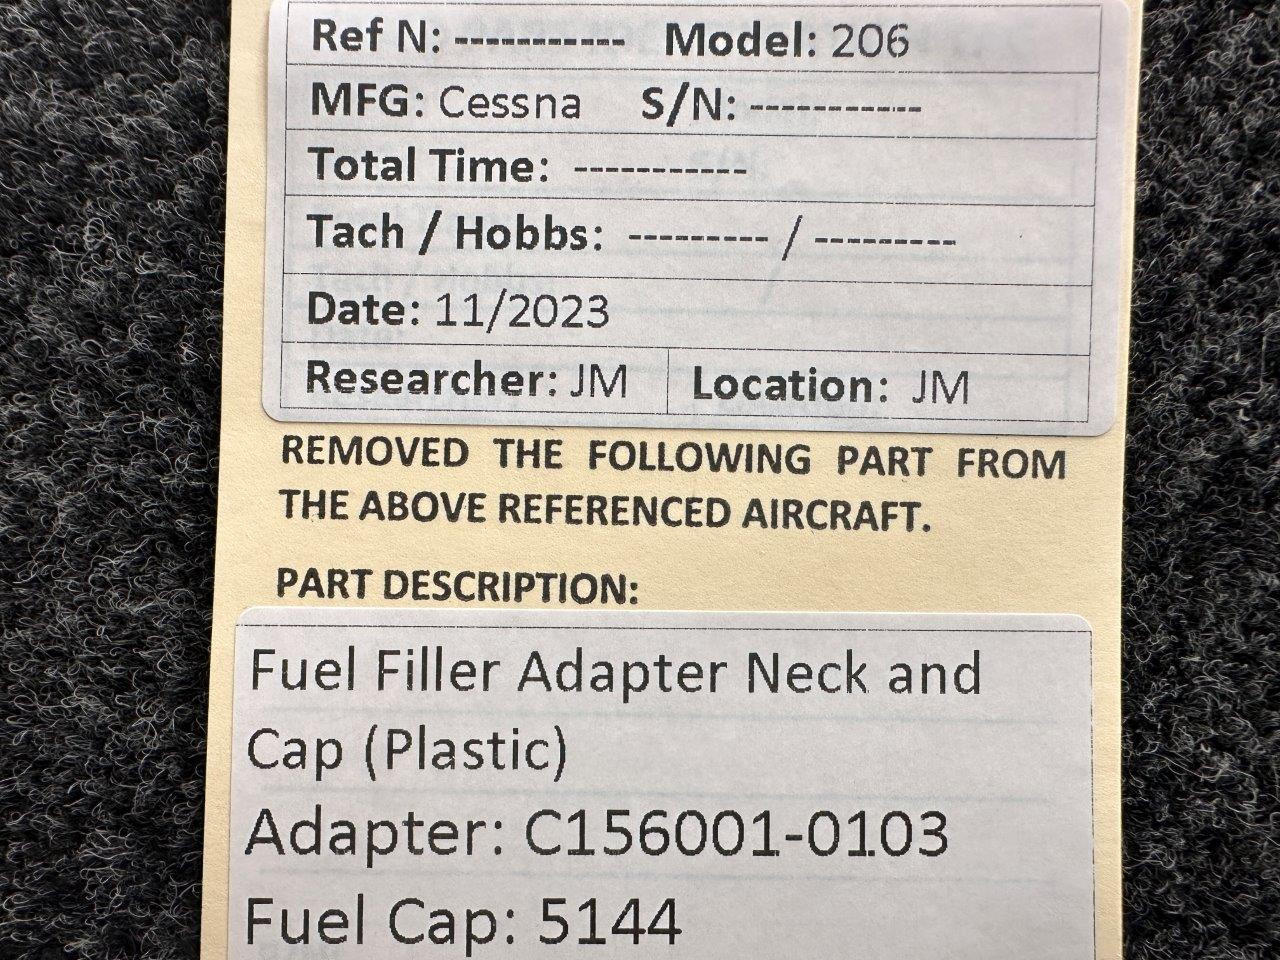 Ref N: ----------- Model: 206
MFG: Cessna S/N: -----------
Total Time: -----------
Tach / Hobbs: --------- / ---------
Date: 11/2023
Researcher: JM Location: JM
REMOVED THE FOLLOWING PART FROM
THE ABOVE REFERENCED AIRCRAFT.
PART DESCRIPTION:
Fuel Filler Adapter Neck and
Cap (Plastic)
Adapter: C156001-0103
Fuel Cap: 5144